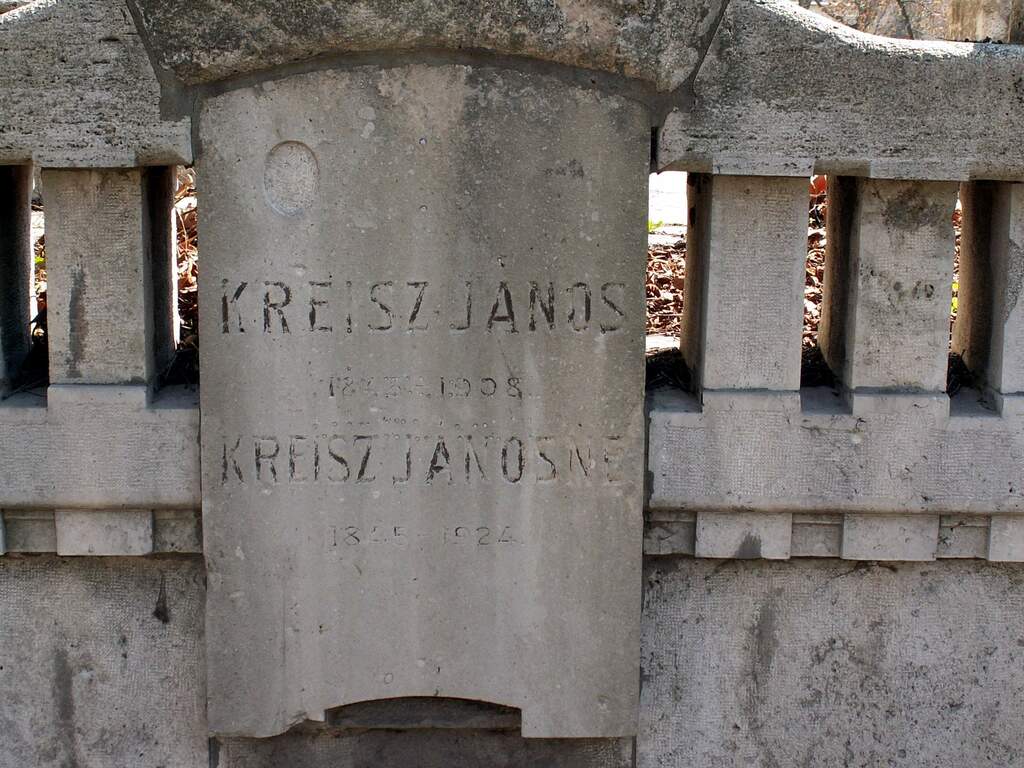 KREISZ JÁNOS
1843-1908
KREISZ JÁNOSNÉ
1845-1924